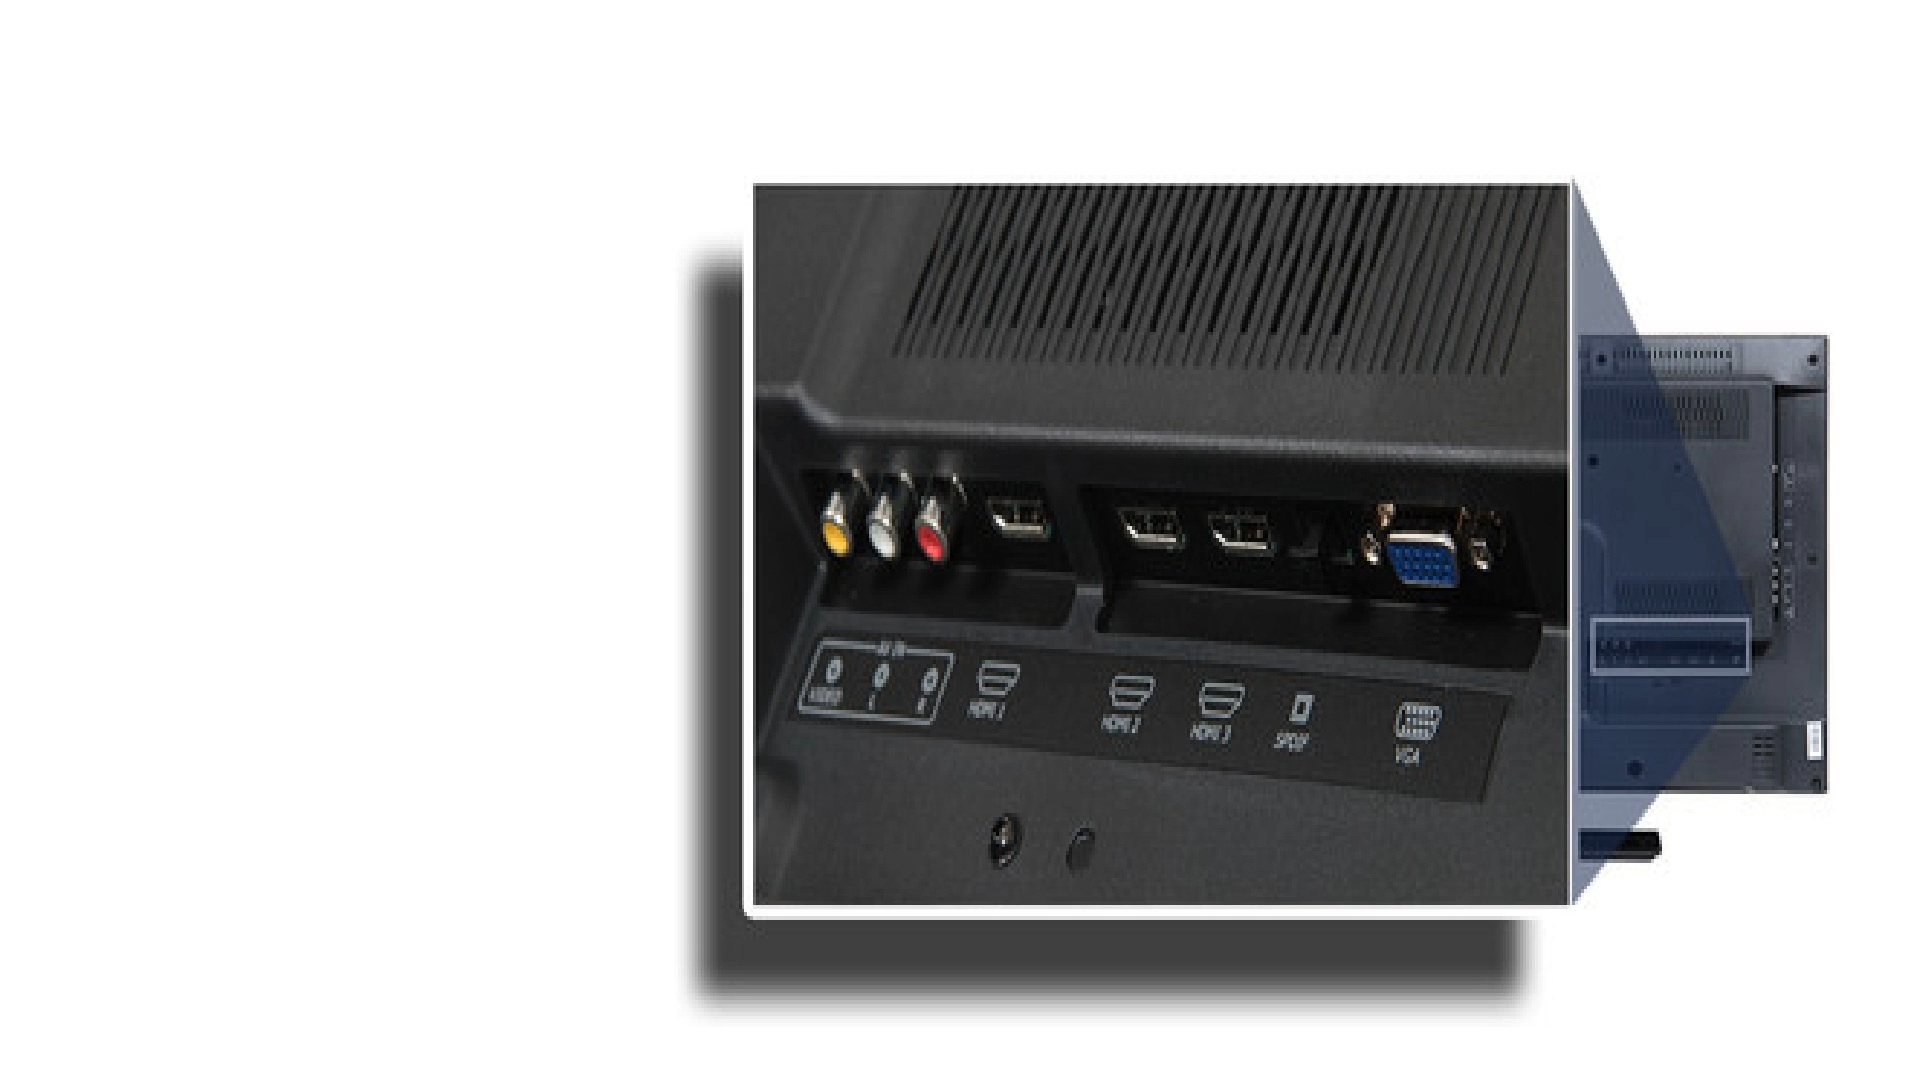 AV IN
VIDEO L R
HDMI 1
HDMI 2
HDMI 3
SPDIF
VGA